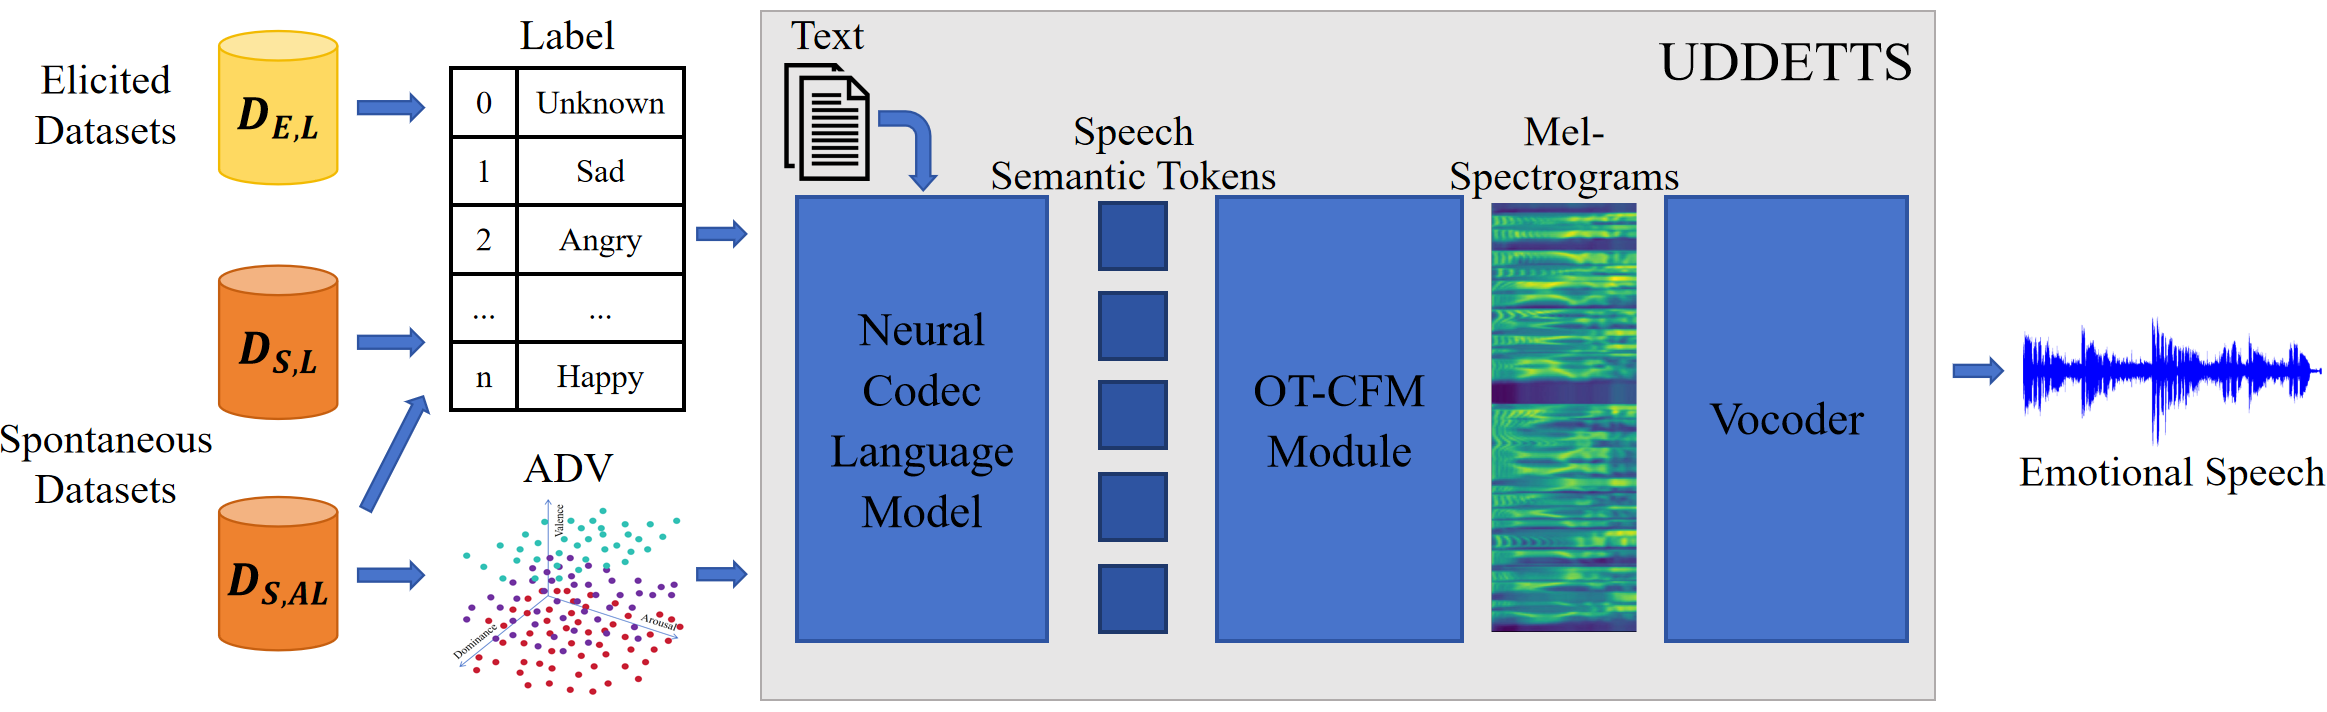 Elicited
Datasets
D_{E,L}
D_{S,L}
Spontaneous
Datasets
D_{S,AL}
Label
0 Unknown
1 Sad
2 Angry
... ...
n Happy
ADV
Valence
Arousal
Dominance
UDDETTS
Text
Neural
Codec
Language
Model
Speech
Semantic Tokens
OT-CFM
Module
Mel-
Spectrograms
Vocoder
Emotional Speech